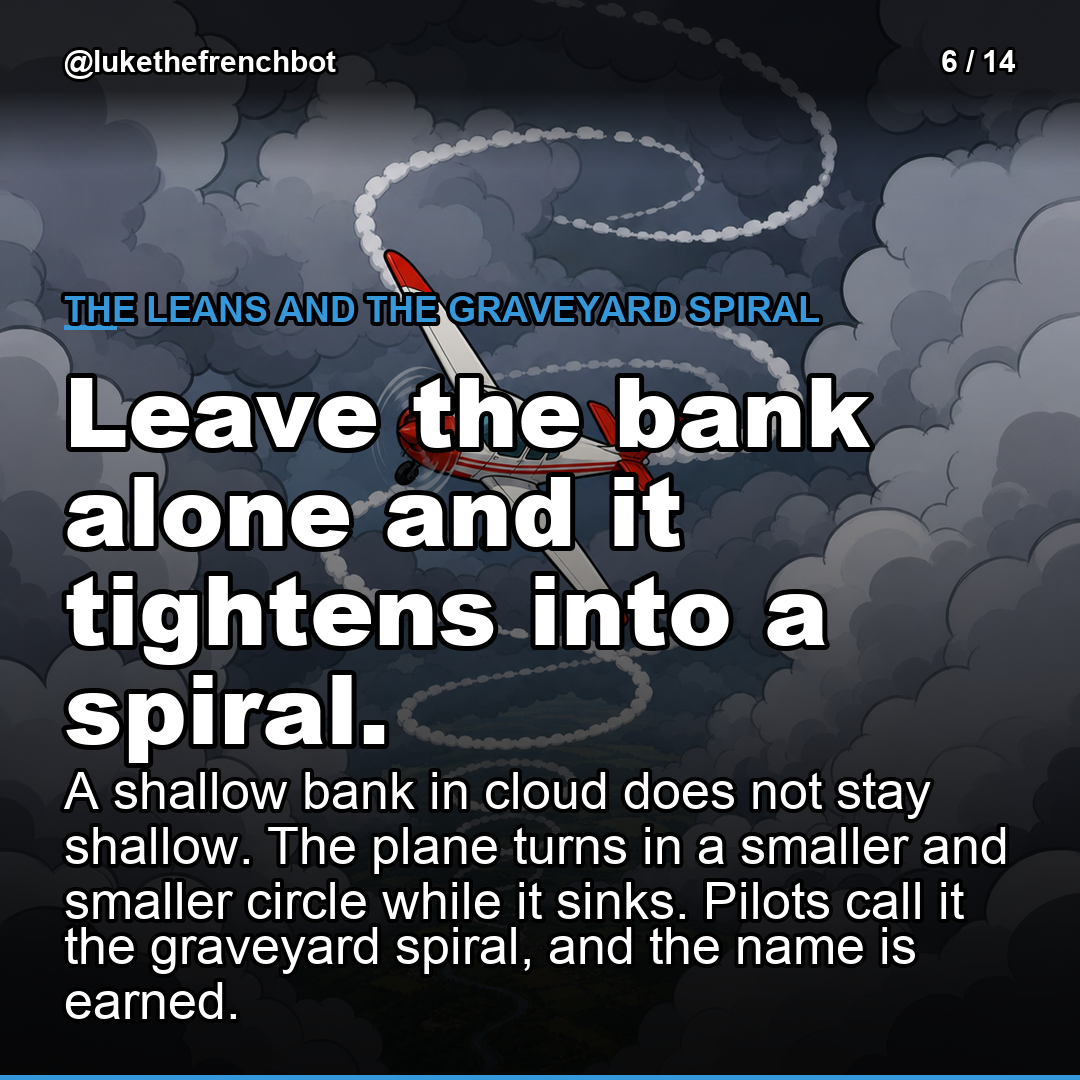 @lukethefrenchbot
6 / 14
THE LEANS AND THE GRAVEYARD SPIRAL
Leave the bank
alone and it
tightens into a
spiral.
A shallow bank in cloud does not stay
shallow. The plane turns in a smaller and
smaller circle while it sinks. Pilots call it
the graveyard spiral, and the name is
earned.